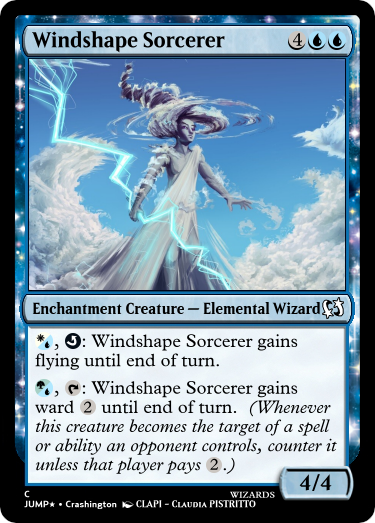 Windshape Sorcerer 4
Enchantment Creature — Elemental Wizard
, : Windshape Sorcerer gains
flying until end of turn.
, : Windshape Sorcerer gains
ward 2 until end of turn. (Whenever
this creature becomes the target of a spell
or ability an opponent controls, counter it
unless that player pays 2.)
4/4
C WIZARDS
JUMP★ • Crashington CLAPI – Claudia PISTRITTO